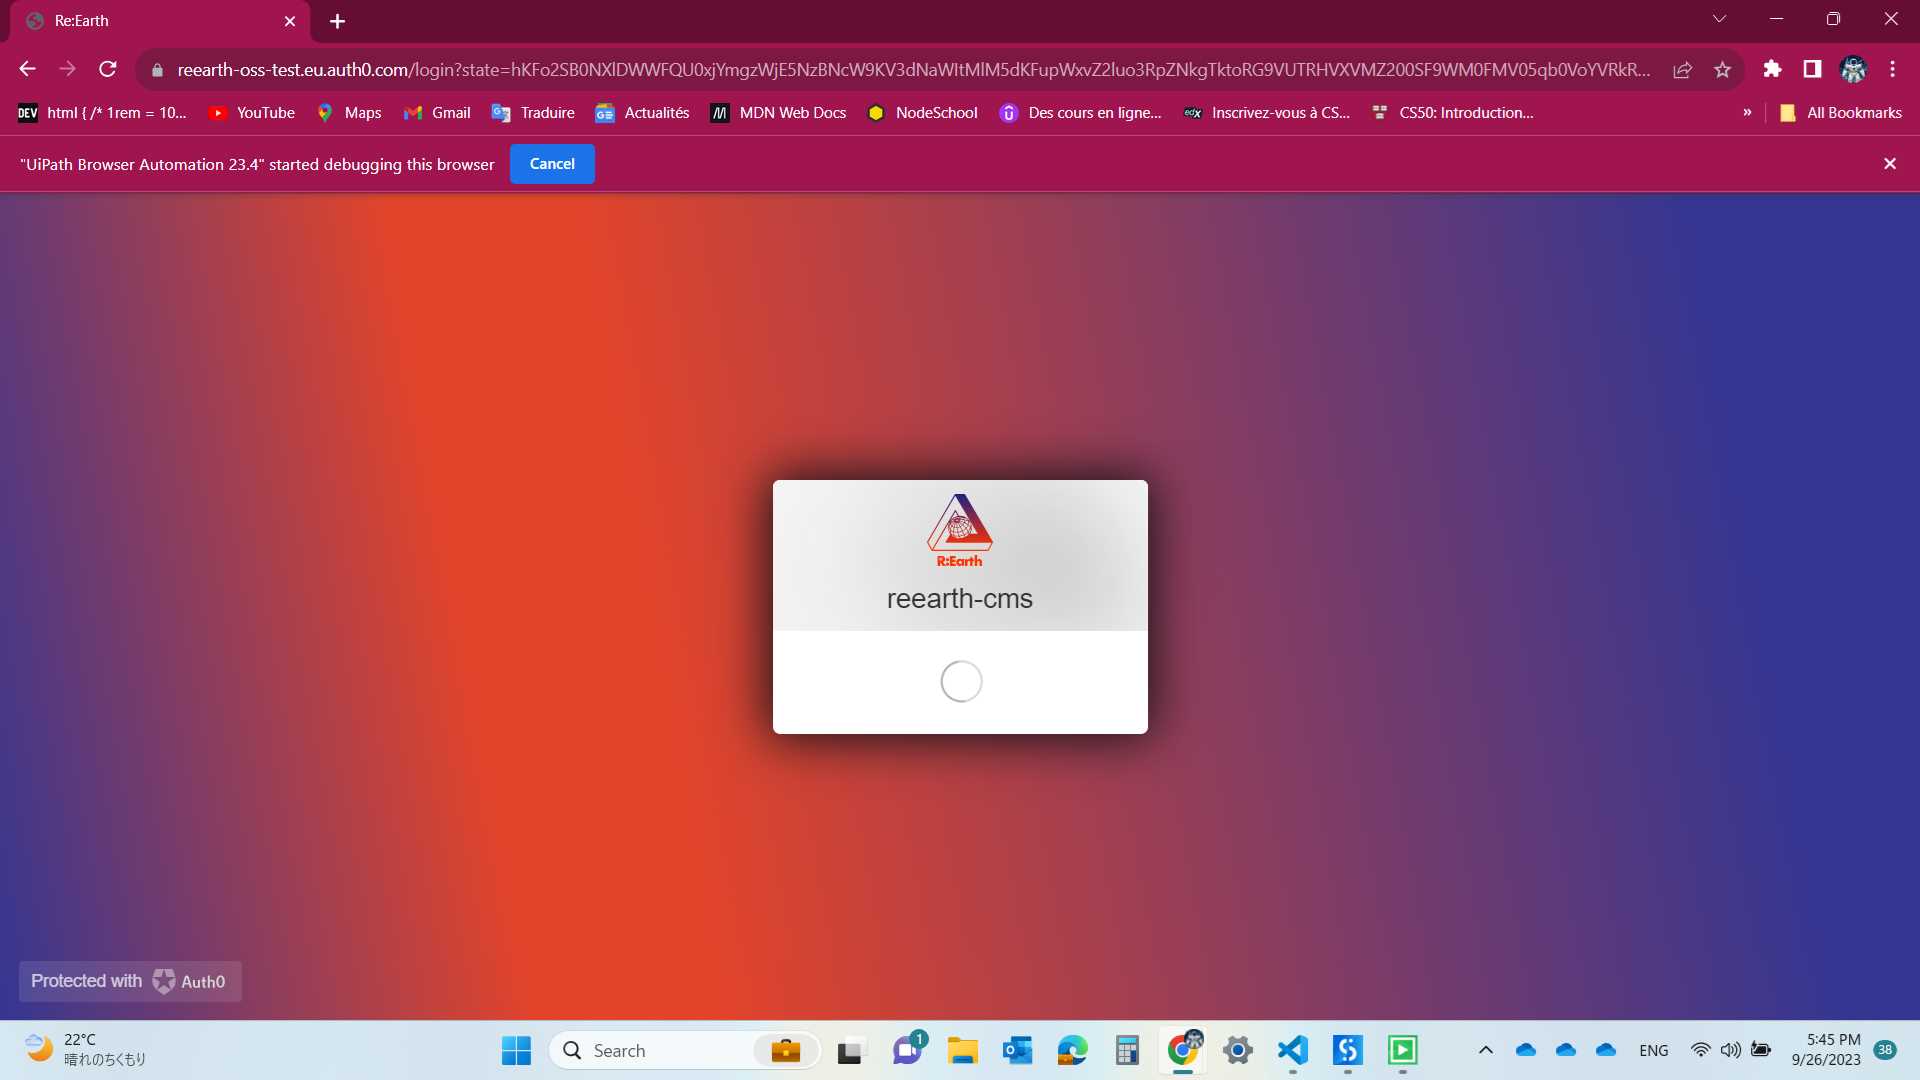 Re:Earth
reearth-oss-test.eu.auth0.com/login?state=hKFo2SB0NXlDWWFQU0xjYmgzWjE5NzBNcW9KV3dNaWItMlM5dKFupWxvZ2luo3RpZNkgTktoRG9VUTRHVXVMZ200SF9WM0FMV05qb0VoYVRkR...
DEV html { /* 1rem = 10... YouTube Maps Gmail Traduire Actualités MDN Web Docs NodeSchool Des cours en ligne... edX Inscrivez-vous à CS... CS50: Introduction... » All Bookmarks
"UiPath Browser Automation 23.4" started debugging this browser Cancel
R:Earth
reearth-cms
Protected with Auth0
22°C
晴れのちくもり
Search
1
ENG
5:45 PM
9/26/2023
38